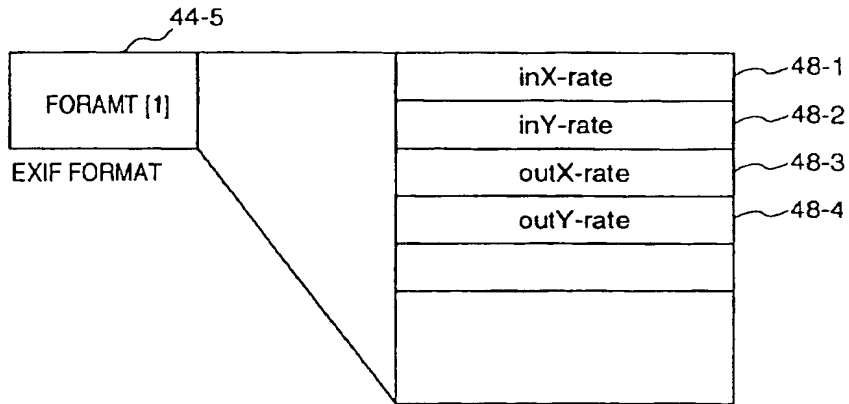 44-5
FORAMT [1]
EXIF FORMAT
inX-rate
48-1
inY-rate
48-2
outX-rate
48-3
outY-rate
48-4